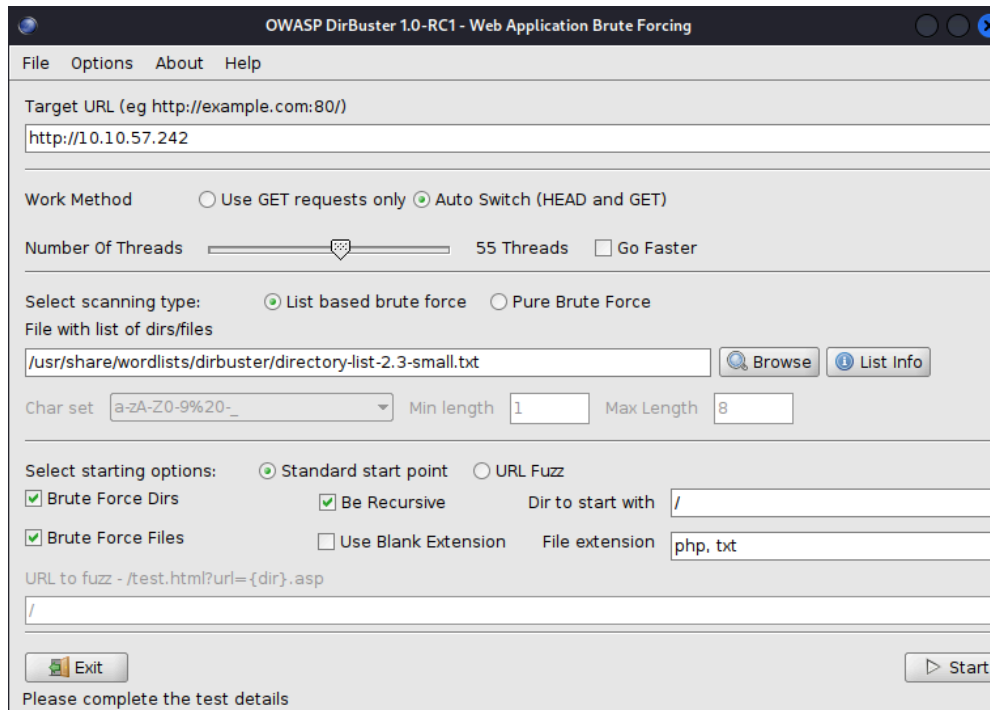 OWASP DirBuster 1.0-RC1 - Web Application Brute Forcing
File Options About Help
Target URL (eg http://example.com:80/)
http://10.10.57.242
Work Method Use GET requests only Auto Switch (HEAD and GET)
Number Of Threads 55 Threads Go Faster
Select scanning type: List based brute force Pure Brute Force
File with list of dirs/files
/usr/share/wordlists/dirbuster/directory-list-2.3-small.txt Browse List Info
Char set a-zA-Z0-9%20-_ Min length 1 Max Length 8
Select starting options: Standard start point URL Fuzz
Brute Force Dirs Be Recursive Dir to start with /
Brute Force Files Use Blank Extension File extension php, txt
URL to fuzz - /test.html?url={dir}.asp
/
Exit Start
Please complete the test details